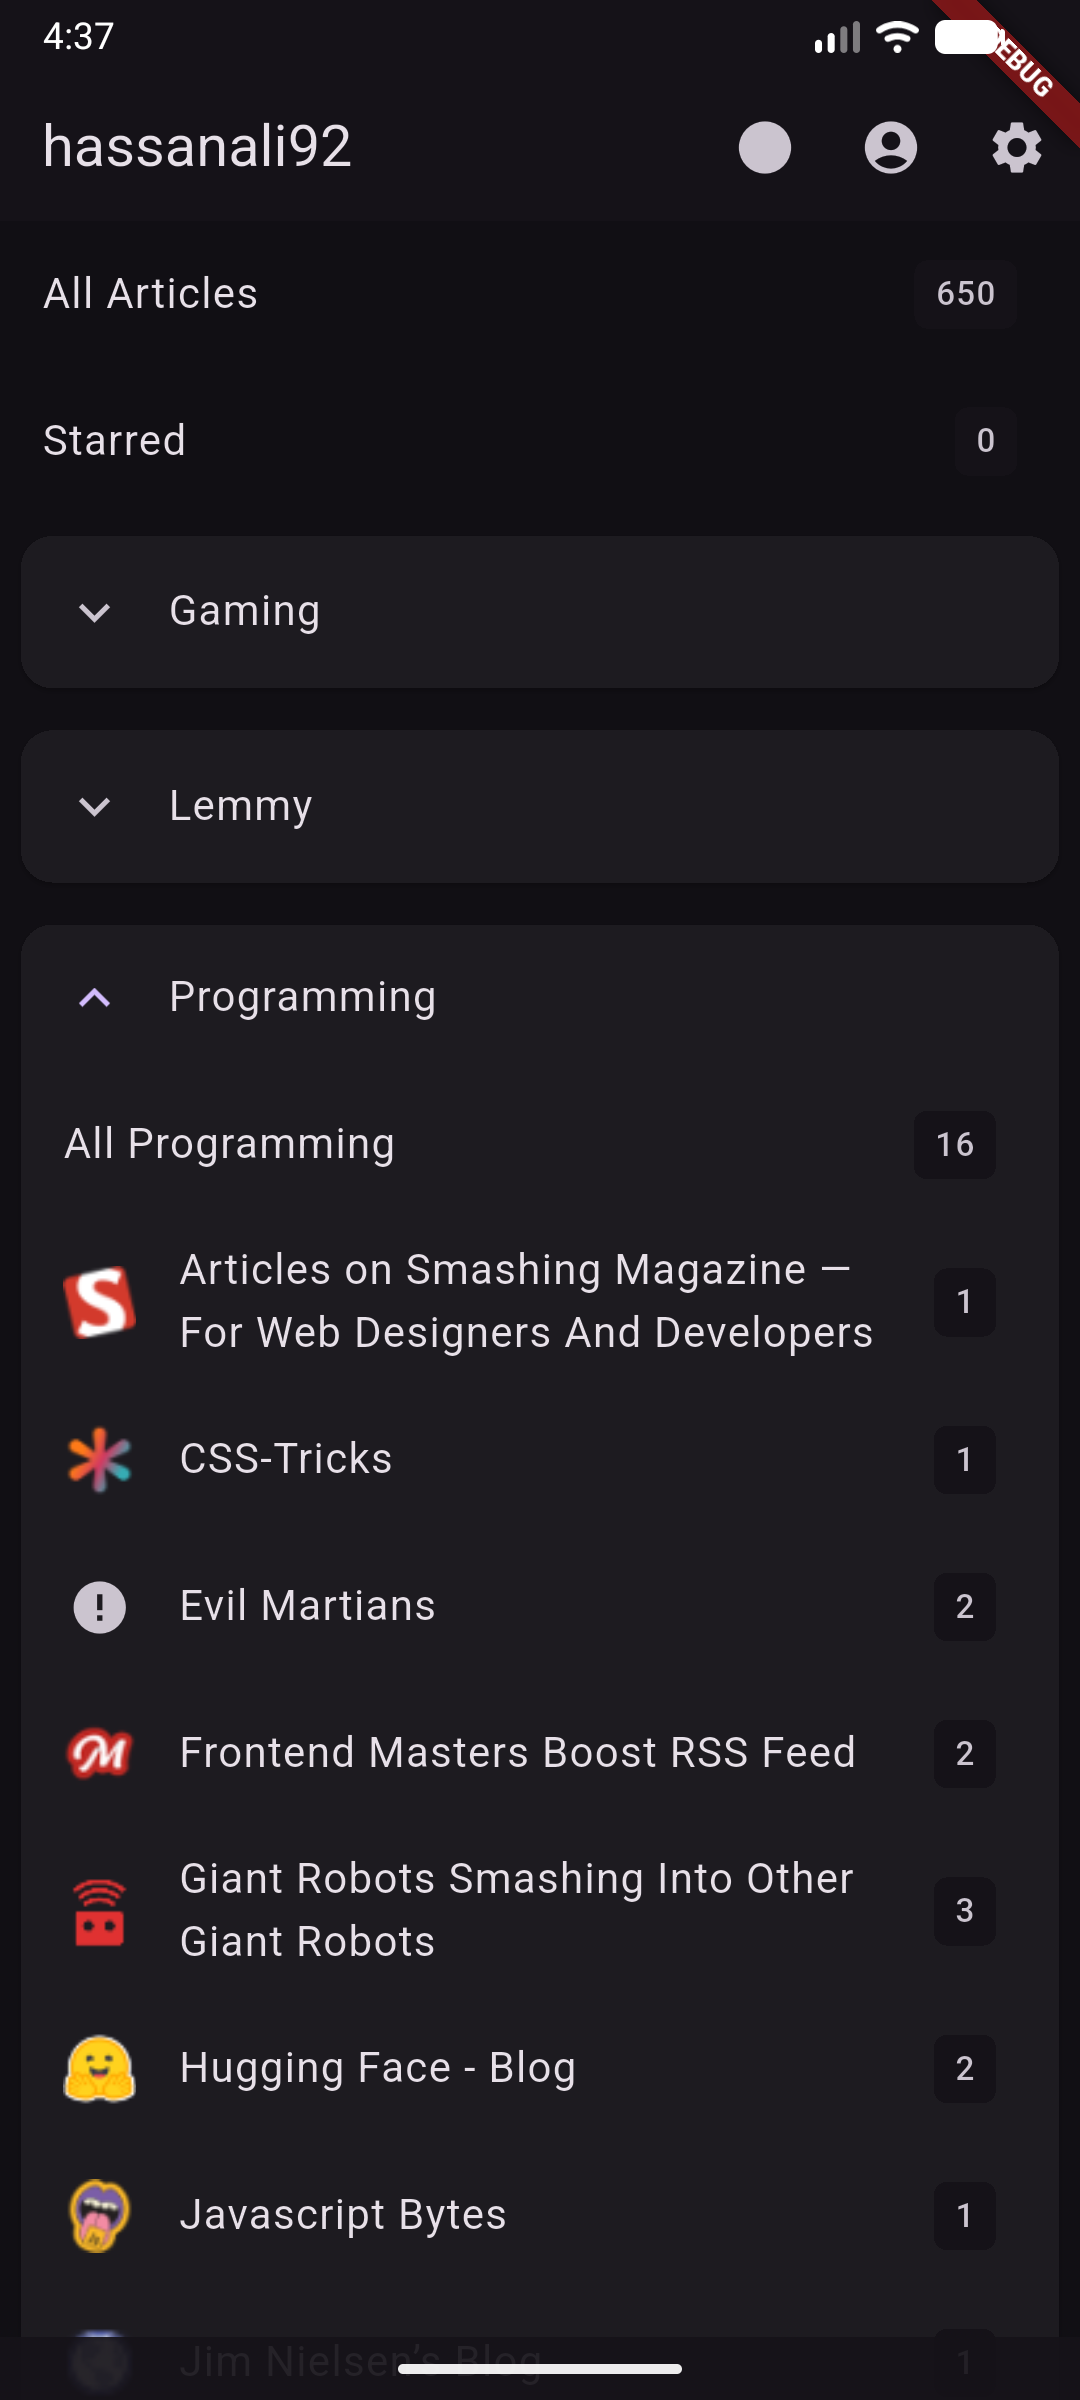 4:37
DEBUG
hassanali92
All Articles
650
Starred
0
Gaming
Lemmy
Programming
All Programming
16
Articles on Smashing Magazine —
For Web Designers And Developers
1
CSS-Tricks
1
Evil Martians
2
Frontend Masters Boost RSS Feed
2
Giant Robots Smashing Into Other
Giant Robots
3
Hugging Face - Blog
2
Javascript Bytes
1
Jim Nielsen’s Blog
1